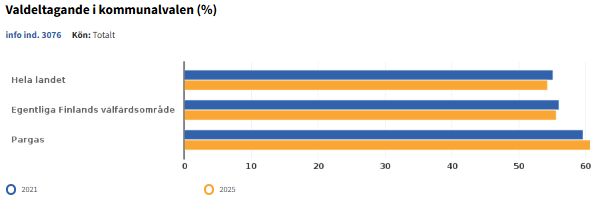 Valdeltagande i kommunalvalen (%)
info ind. 3076 Kön: Totalt
Hela landet
Egentliga Finlands välfärdsområde
Pargas
0 10 20 30 40 50 60
2021 2025